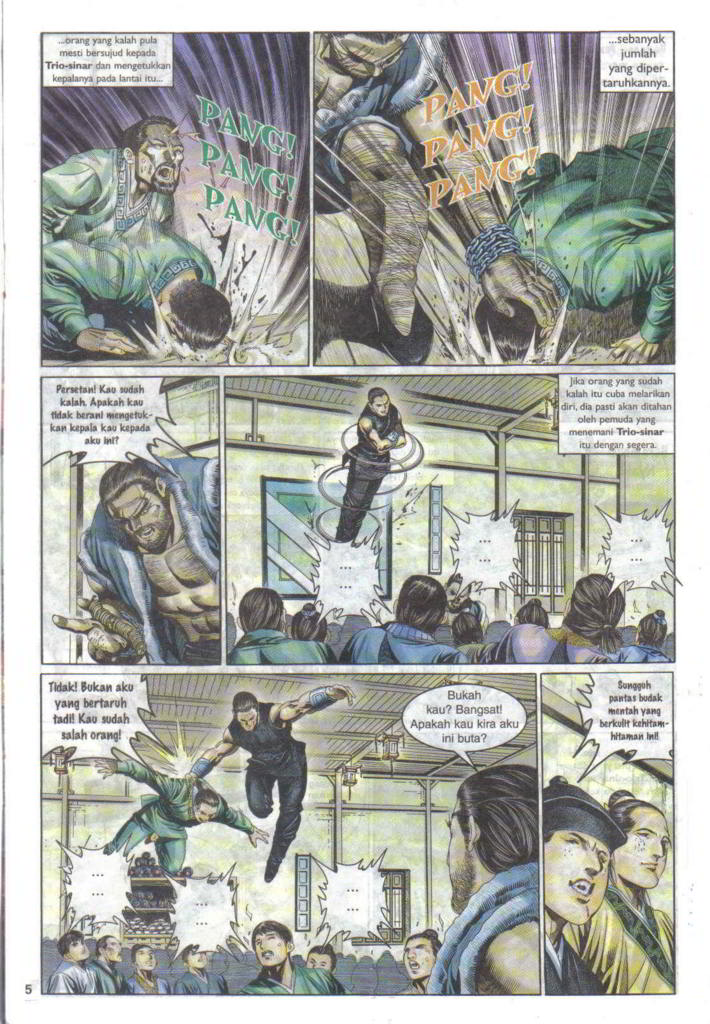 ...orang yang kalah pula
mesti bersujud kepada
Trio-sinar dan mengetukkan
kepalanya pada lantai itu...
PANG!
PANG!
PANG!
...sebanyak
jumlah
yang diper-
taruhkannya.
PANG!
PANG!
PANG!
Persetan! Kau sudah
kalah. Apakah kau
tidak berani mengetuk-
kan kepala kau kepada
aku ini?
Jika orang yang sudah
kalah itu cuba melarikan
diri, dia pasti akan ditahan
oleh pemuda yang
menemani Trio-sinar
itu dengan segera.
...
...
...
...
...
...
Tidak! Bukan aku
yang bertaruh
tadi! Kau sudah
salah orang!
Bukah
kau? Bangsat!
Apakah kau kira aku
ini buta?
...
...
...
...
...
...
Sungguh
pantas budak
mentah yang
berkulit kehitam-
hitaman ini!
5